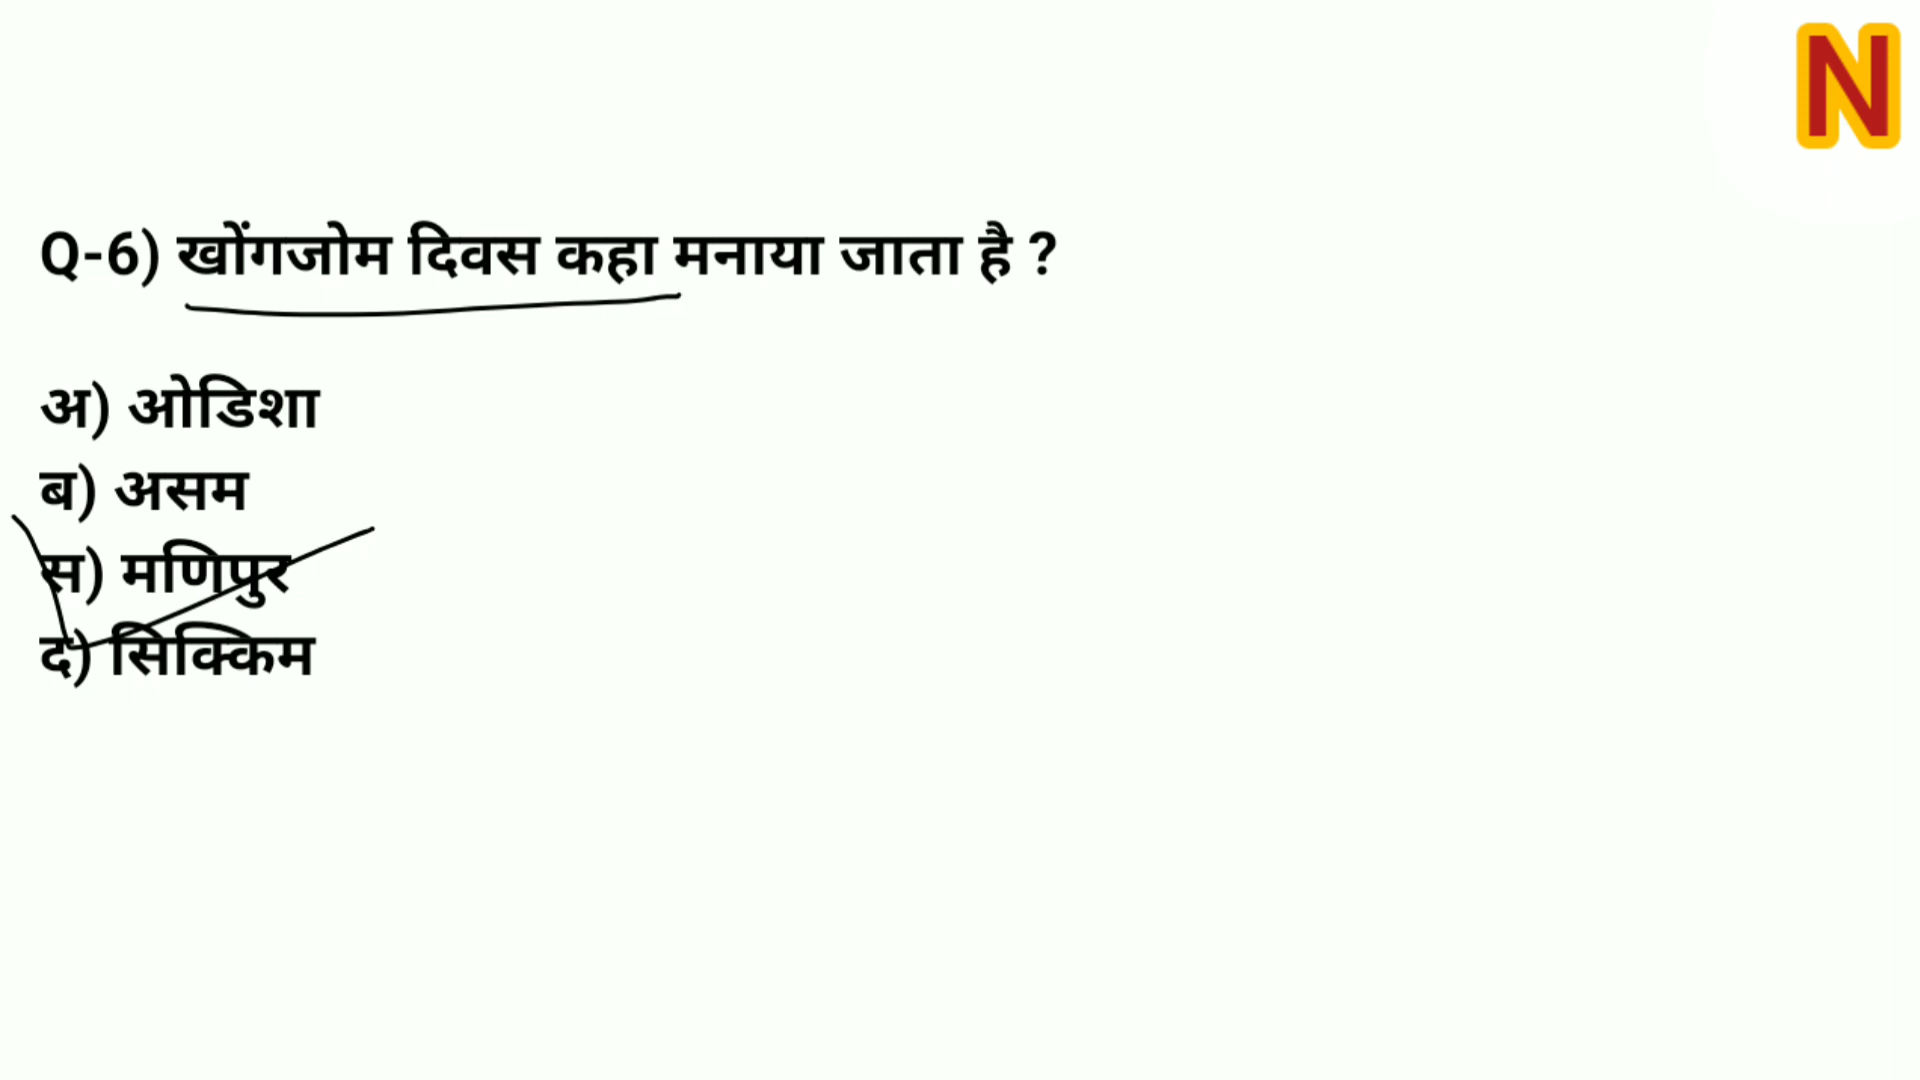 N
Q-6) खोंगजोम दिवस कहा मनाया जाता है ?
अ) ओडिशा
ब) असम
स) मणिपुर
द) सिक्किम